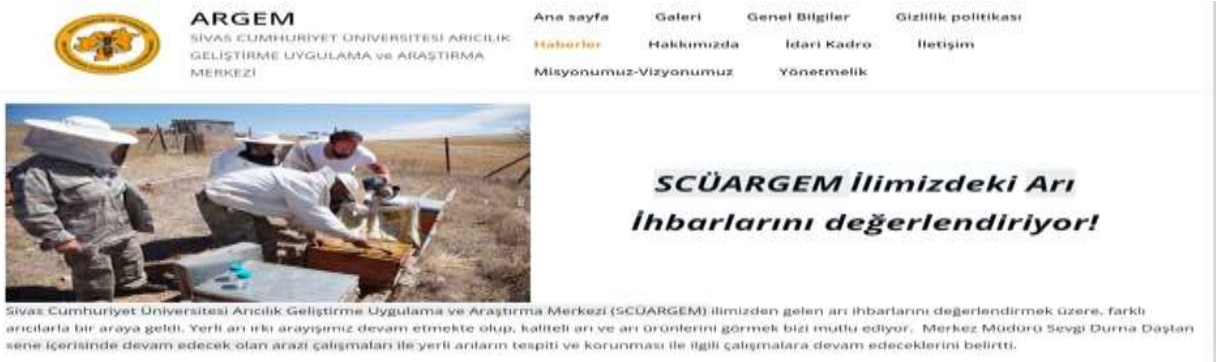 ARGEM
SİVAS CUMHURİYET ÜNİVERSİTESİ ARICILIK
GELİŞTİRME UYGULAMA ve ARAŞTIRMA
MERKEZİ
Ana sayfa Galeri Genel Bilgiler Gizlilik politikası
Haberler Hakkımızda İdari Kadro İletişim
Misyonumuz-Vizyonumuz Yönetmelik
SCÜARGEM İlimizdeki Arı
İhbarlarını değerlendiriyor!
Sivas Cumhuriyet Üniversitesi Arıcılık Geliştirme Uygulama ve Araştırma Merkezi (SCÜARGEM) ilimizden gelen arı ihbarlarını değerlendirmek üzere, farklı
arıcılarla bir araya geldi. Yerli arı ırkı arayışımız devam etmekte olup, kaliteli arı ve arı ürünlerini görmek bizi mutlu ediyor. Merkez Müdürü Sevgi Durna Daştan
sene içerisinde devam edecek olan arazi çalışmaları ile yerli arıların tespiti ve korunması ile ilgili çalışmalara devam edeceklerini belirtti.